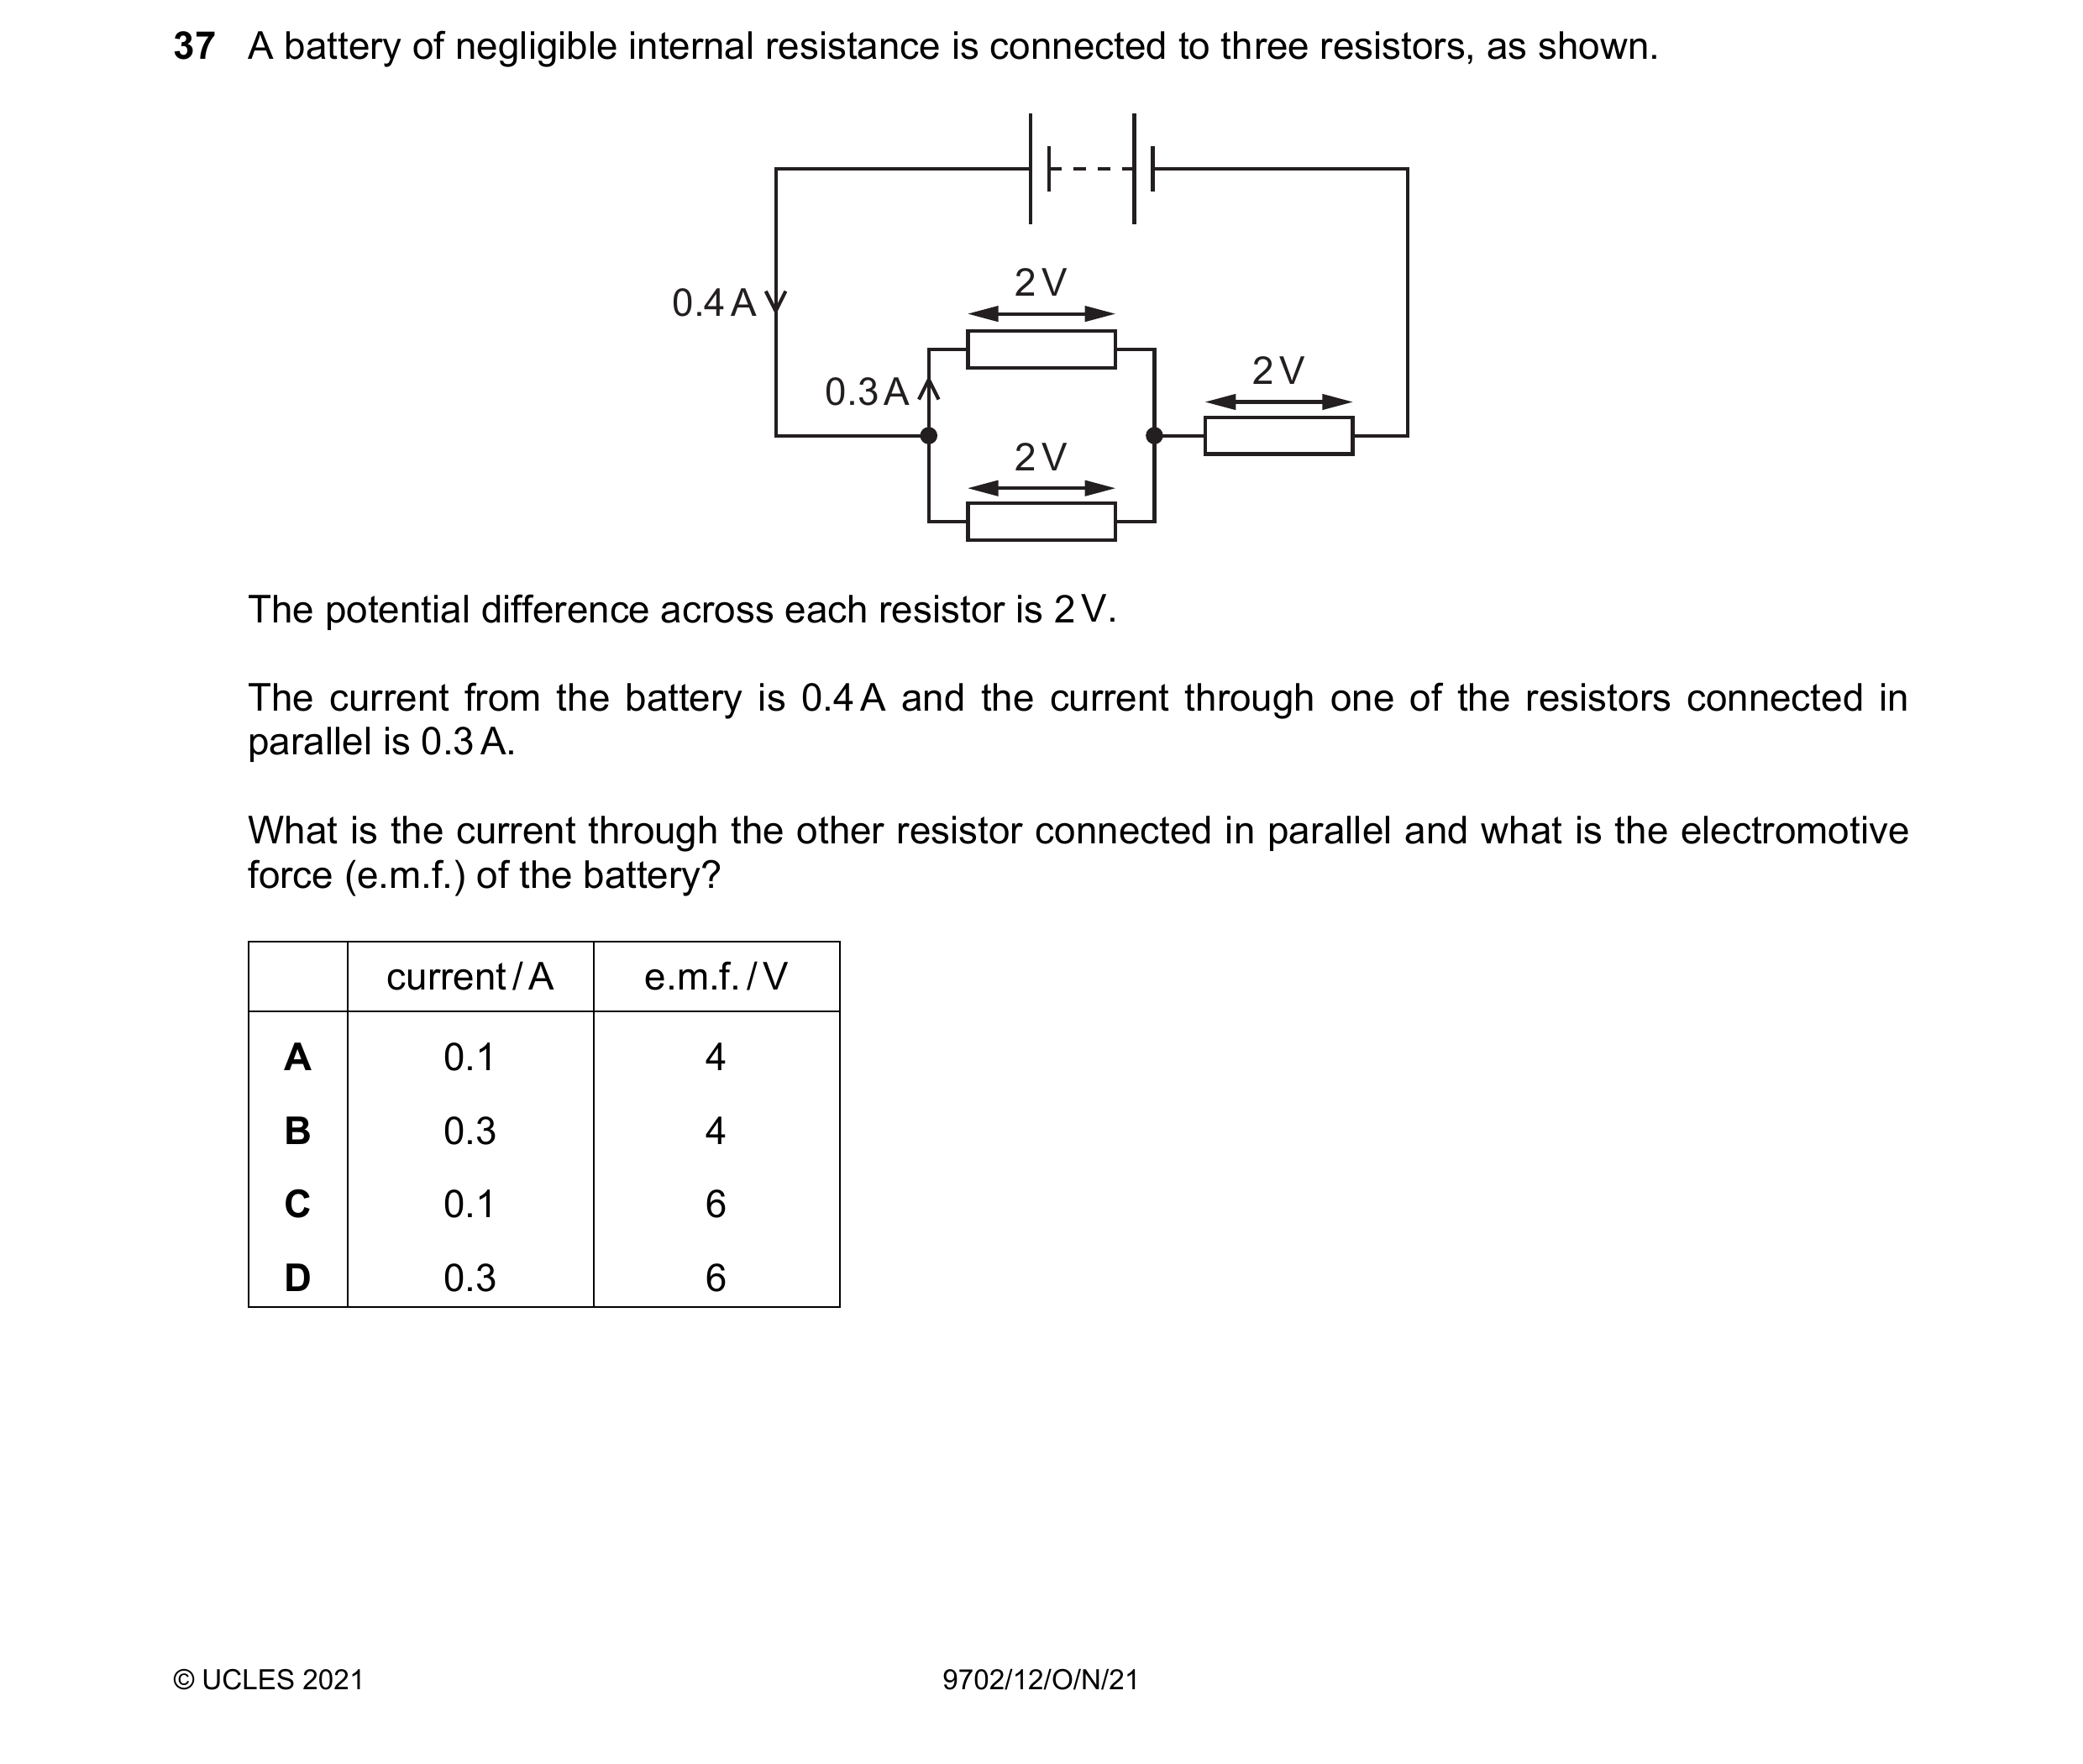 37 A battery of negligible internal resistance is connected to three resistors, as shown.
2 V
0.4 A
2 V
0.3 A
2 V
The potential difference across each resistor is 2 V.
The current from the battery is 0.4 A and the current through one of the resistors connected in
parallel is 0.3 A.
What is the current through the other resistor connected in parallel and what is the electromotive
force (e.m.f.) of the battery?
current / A e.m.f. / V
A 0.1 4
B 0.3 4
C 0.1 6
D 0.3 6
© UCLES 2021 9702/12/O/N/21